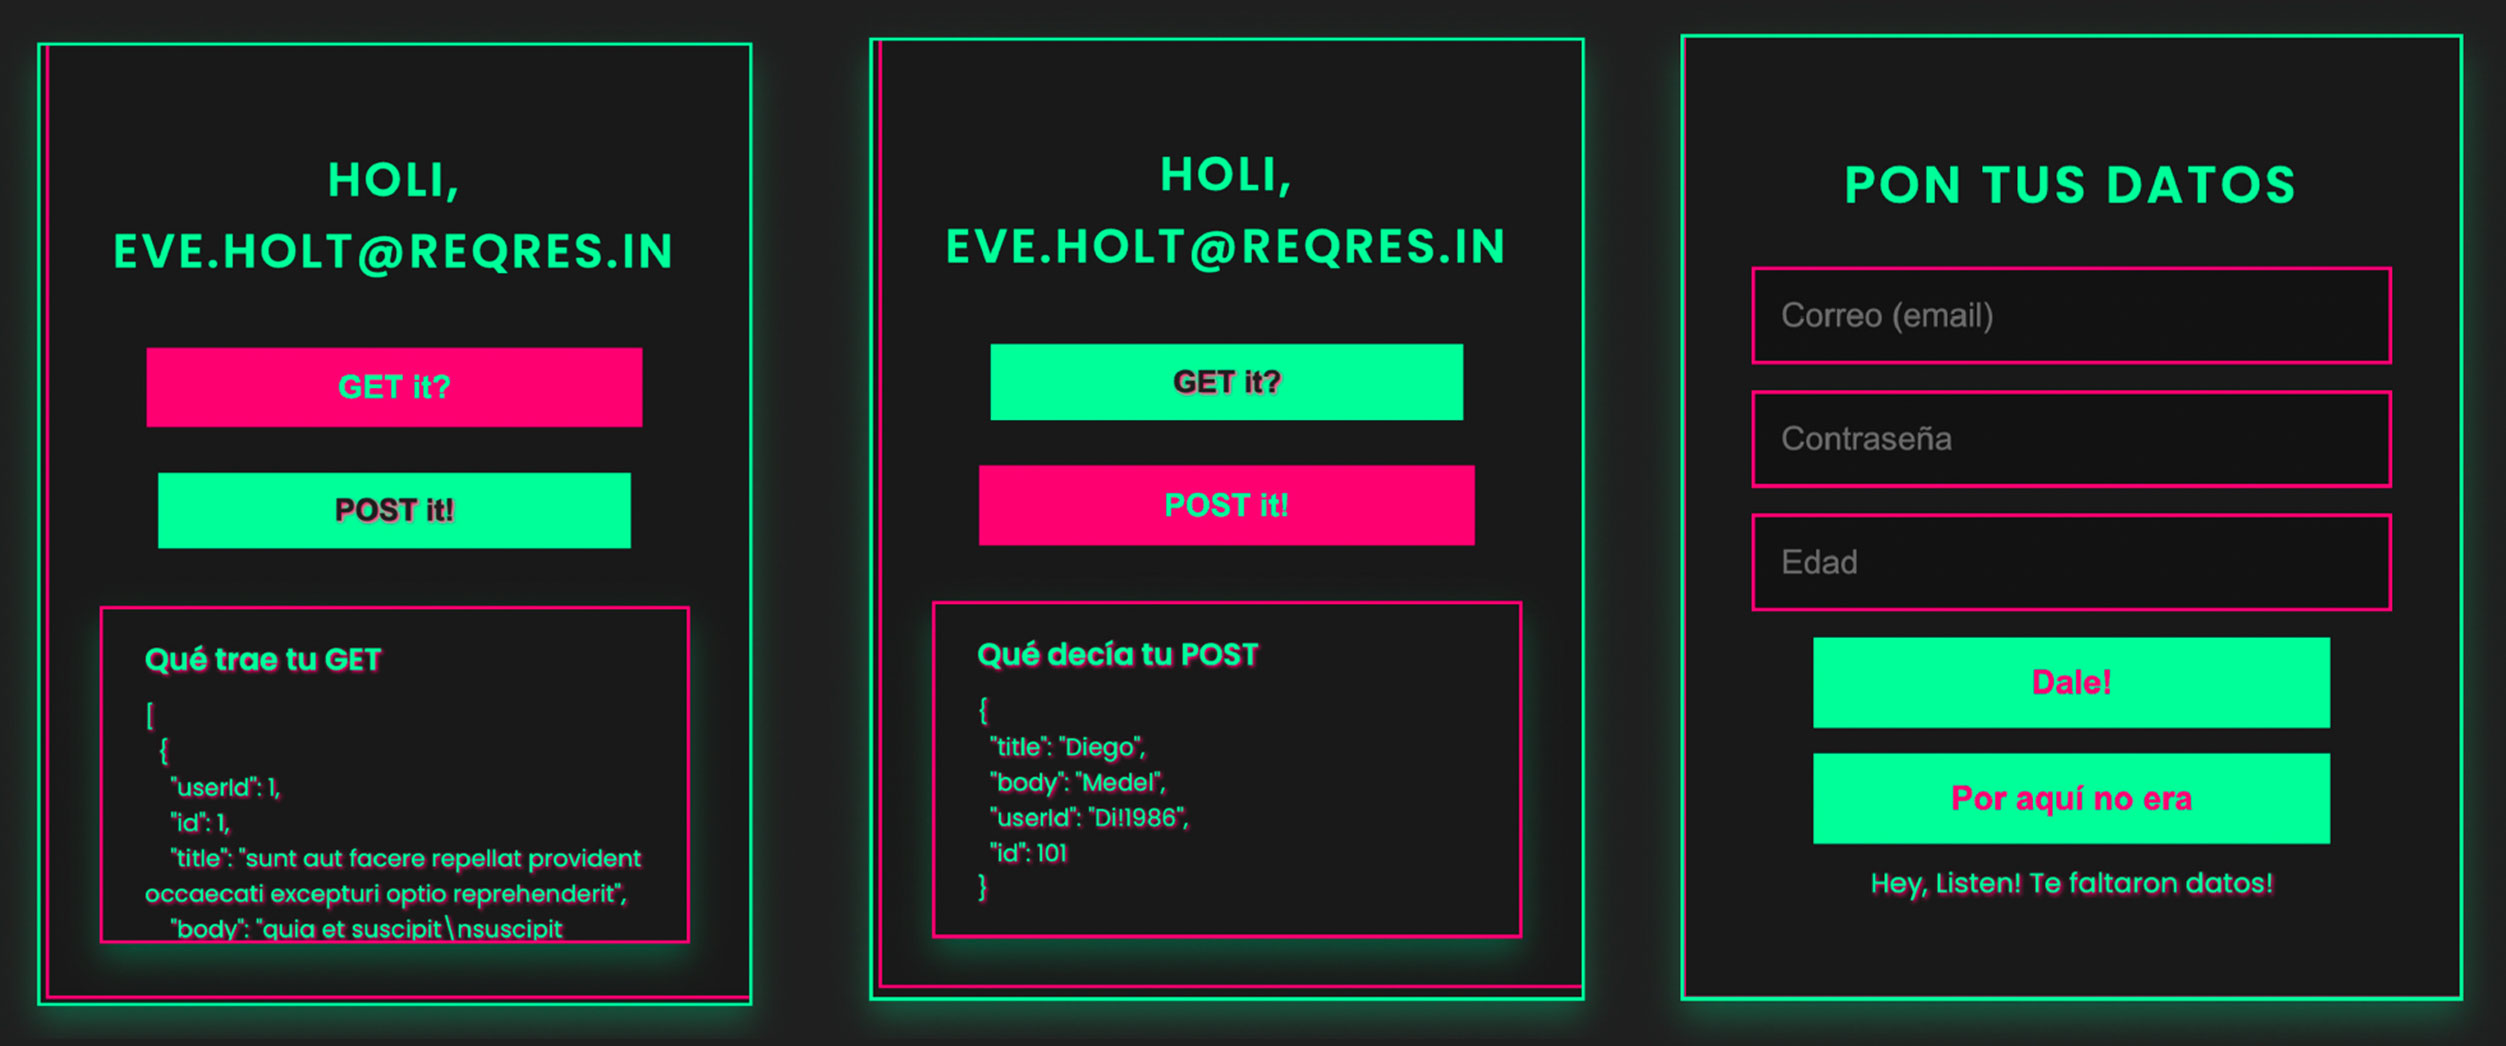 HOLI,
EVE.HOLT@REQRES.IN
GET it?
POST it!
Qué trae tu GET
[
{
"userId": 1,
"id": 1,
"title": "sunt aut facere repellat provident
occaecati excepturi optio reprehenderit",
"body": "quia et suscipit\nsuscipit
HOLI,
EVE.HOLT@REQRES.IN
GET it?
POST it!
Qué decía tu POST
{
"title": "Diego",
"body": "Medel",
"userId": "Di!1986",
"id": 101
}
PON TUS DATOS
Correo (email)
Contraseña
Edad
Dale!
Por aquí no era
Hey, Listen! Te faltaron datos!